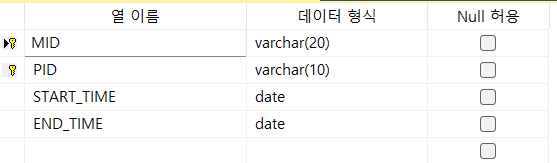 열 이름 데이터 형식 Null 허용
MID varchar(20)
PID varchar(10)
START_TIME date
END_TIME date